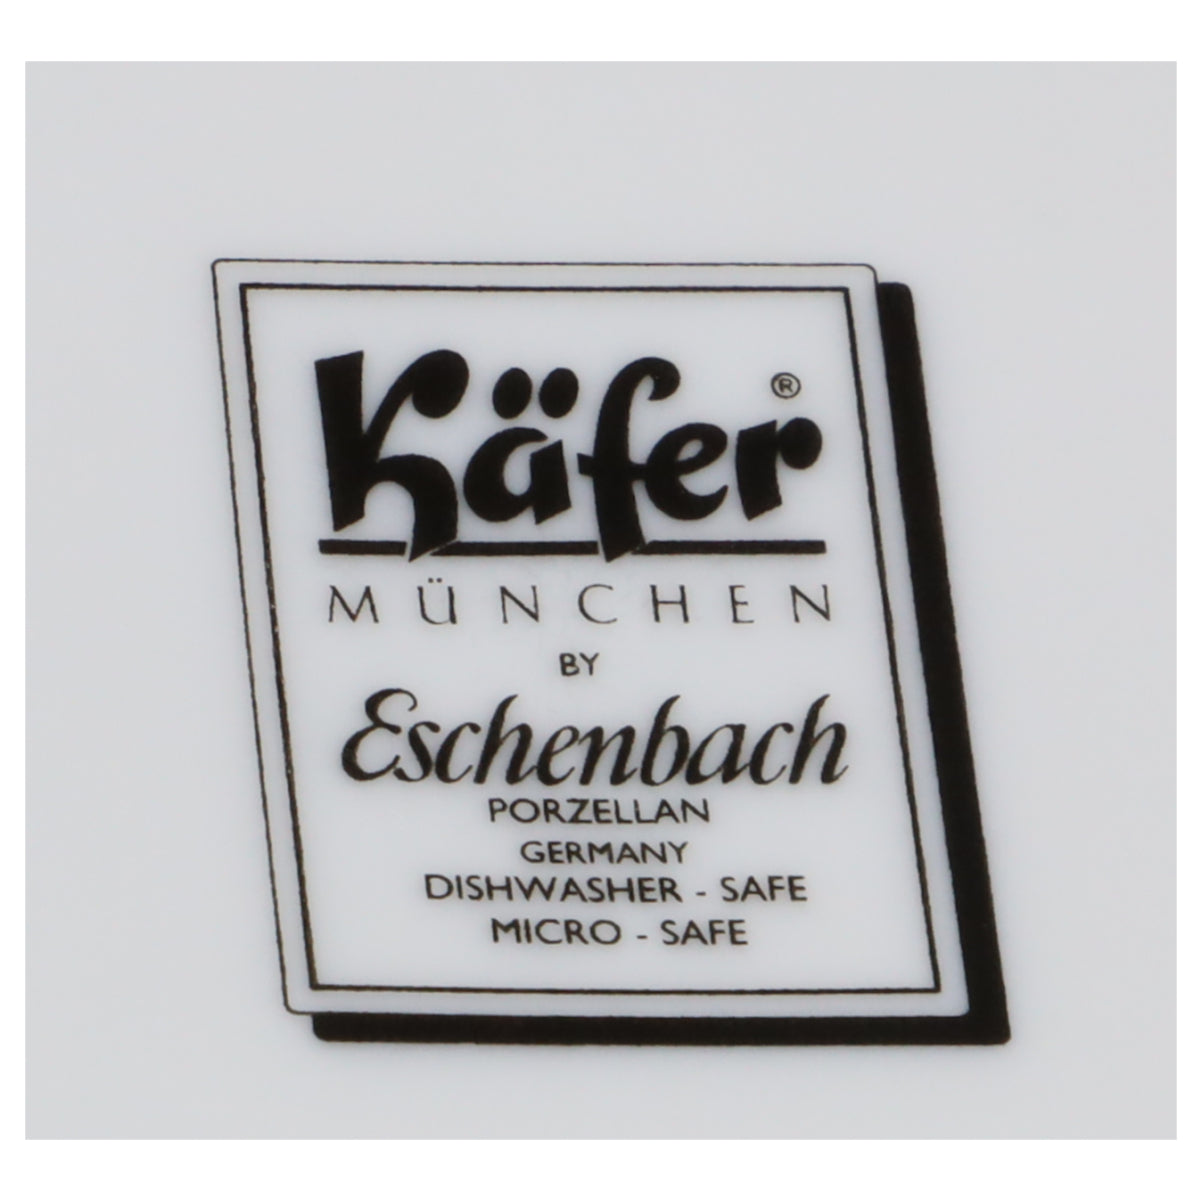 Käfer®
MÜNCHEN
BY
Eschenbach
PORZELLAN
GERMANY
DISHWASHER - SAFE
MICRO - SAFE